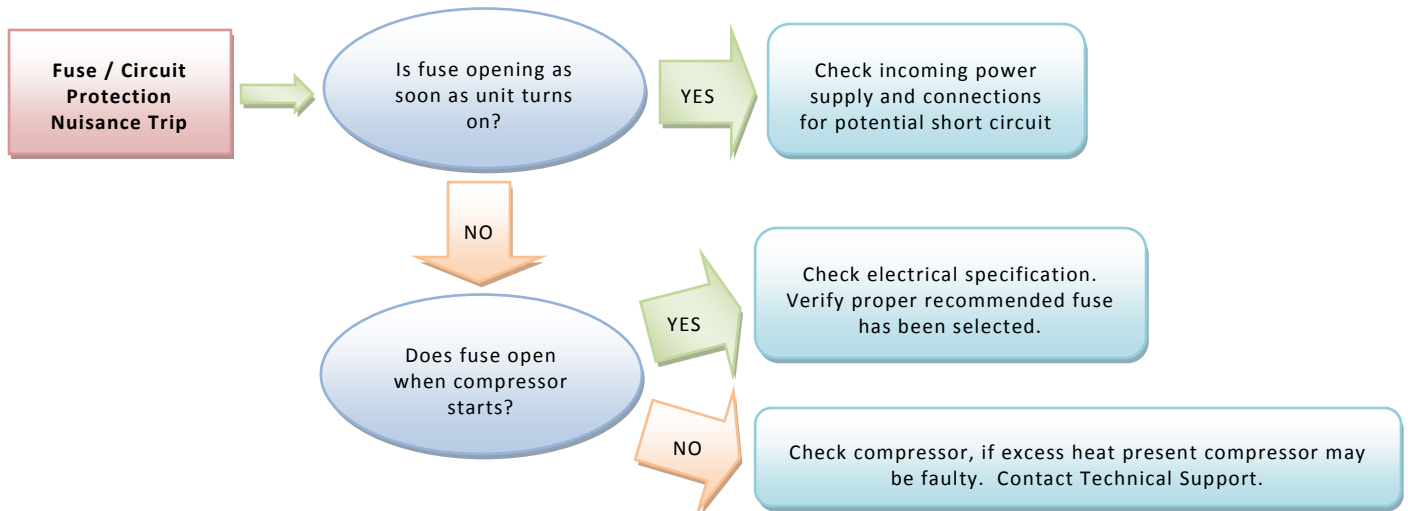 Fuse / Circuit
Protection
Nuisance Trip
Is fuse opening as
soon as unit turns
on?
YES
Check incoming power
supply and connections
for potential short circuit
NO
Does fuse open
when compressor
starts?
YES
Check electrical specification.
Verify proper recommended fuse
has been selected.
NO
Check compressor, if excess heat present compressor may
be faulty.  Contact Technical Support.